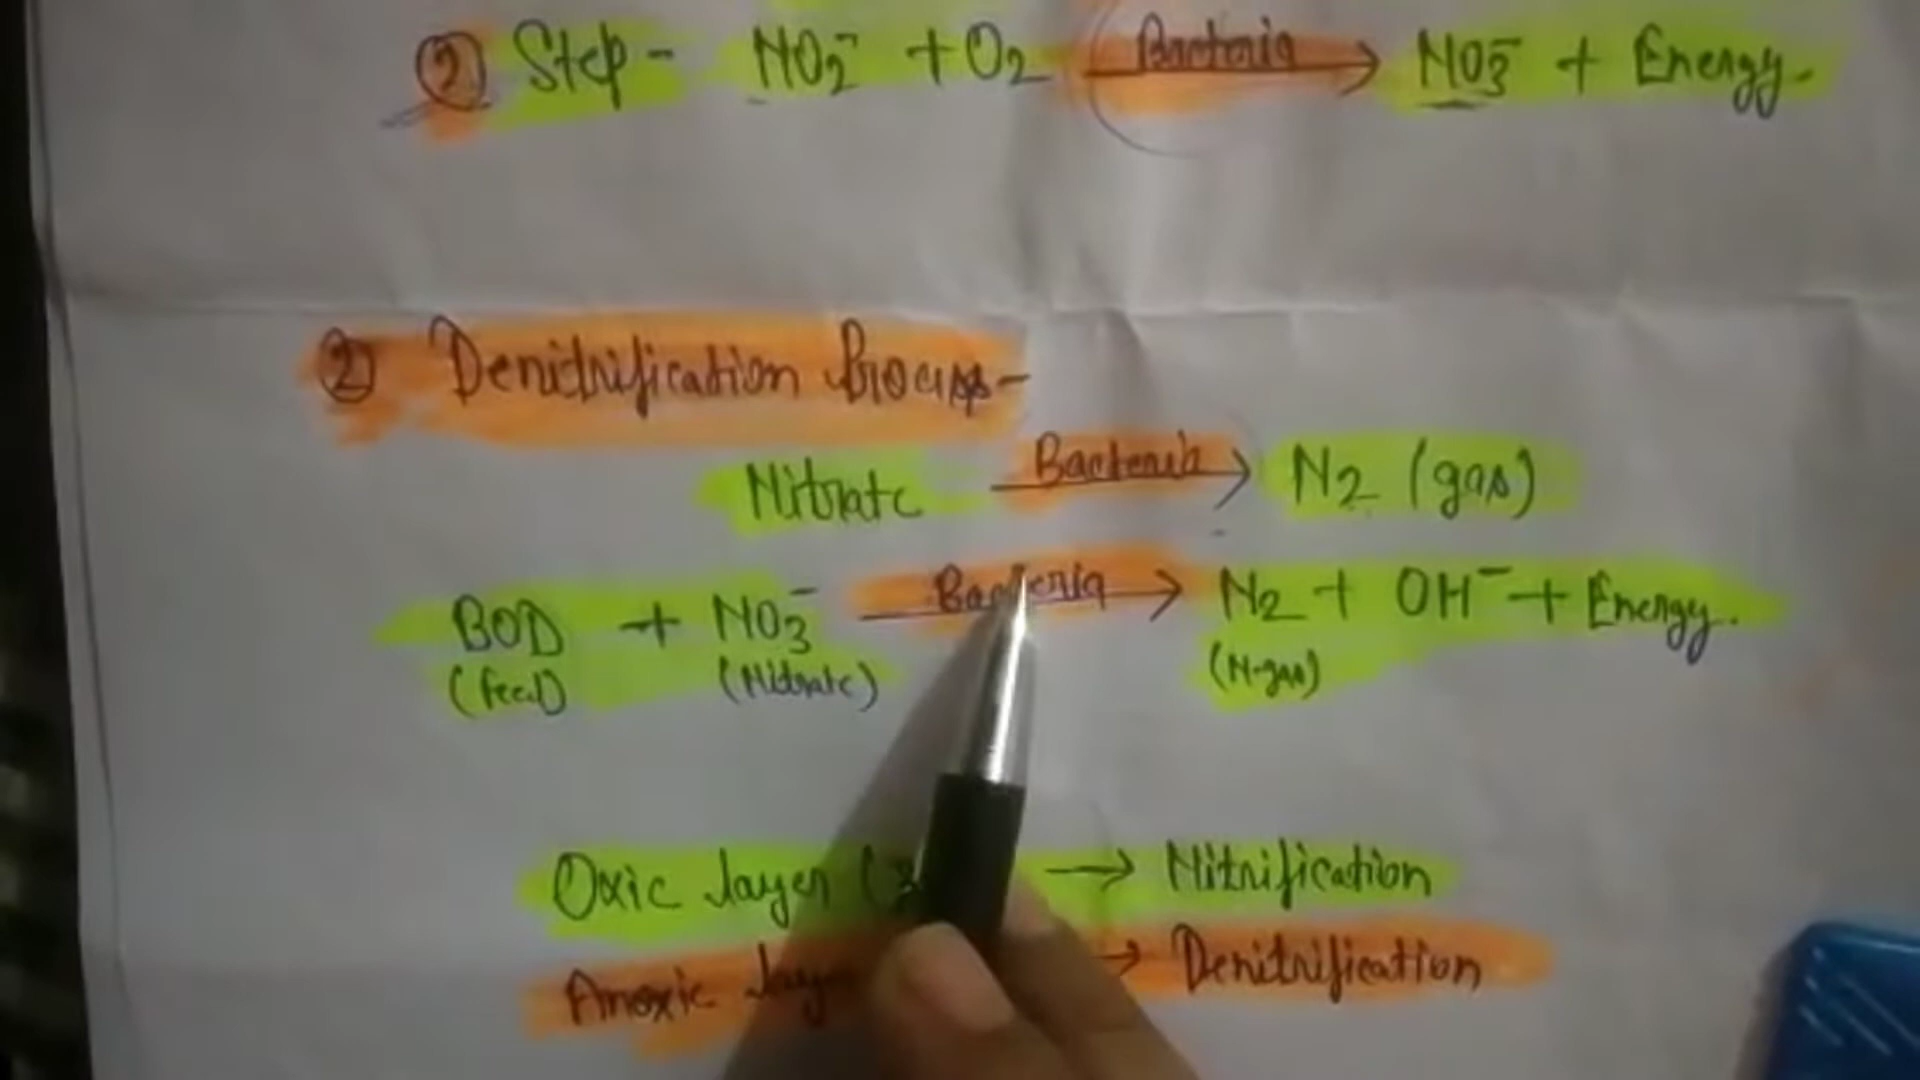 ② Step - NO₂⁻ + O₂ Bacteria → NO₃⁻ + Energy.
② Denitrification Process -
Nitrate Bacteria → N₂ (gas)
BOD + NO₃⁻ Bacteria → N₂ + OH⁻ + Energy.
(feed) (Nitrate) (N-gas)
Oxic layer → Nitrification
Anoxic → Denitrification